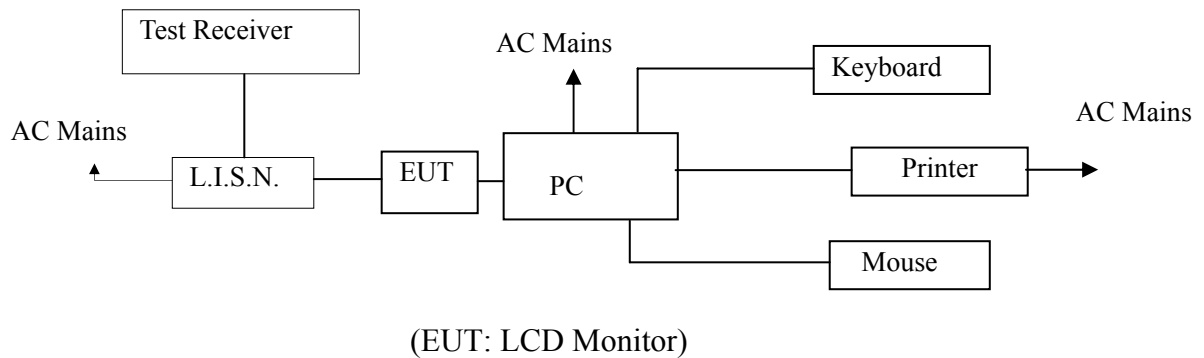 Test Receiver
AC Mains
Keyboard
AC Mains
AC Mains
L.I.S.N.
EUT
PC
Printer
Mouse
(EUT: LCD Monitor)